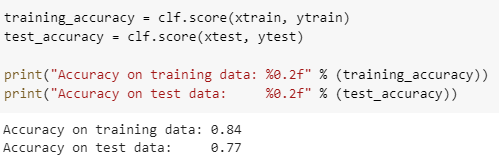 training_accuracy = clf.score(xtrain, ytrain)
test_accuracy = clf.score(xtest, ytest)
print("Accuracy on training data: %0.2f" % (training_accuracy))
print("Accuracy on test data:     %0.2f" % (test_accuracy))
Accuracy on training data: 0.84
Accuracy on test data:     0.77